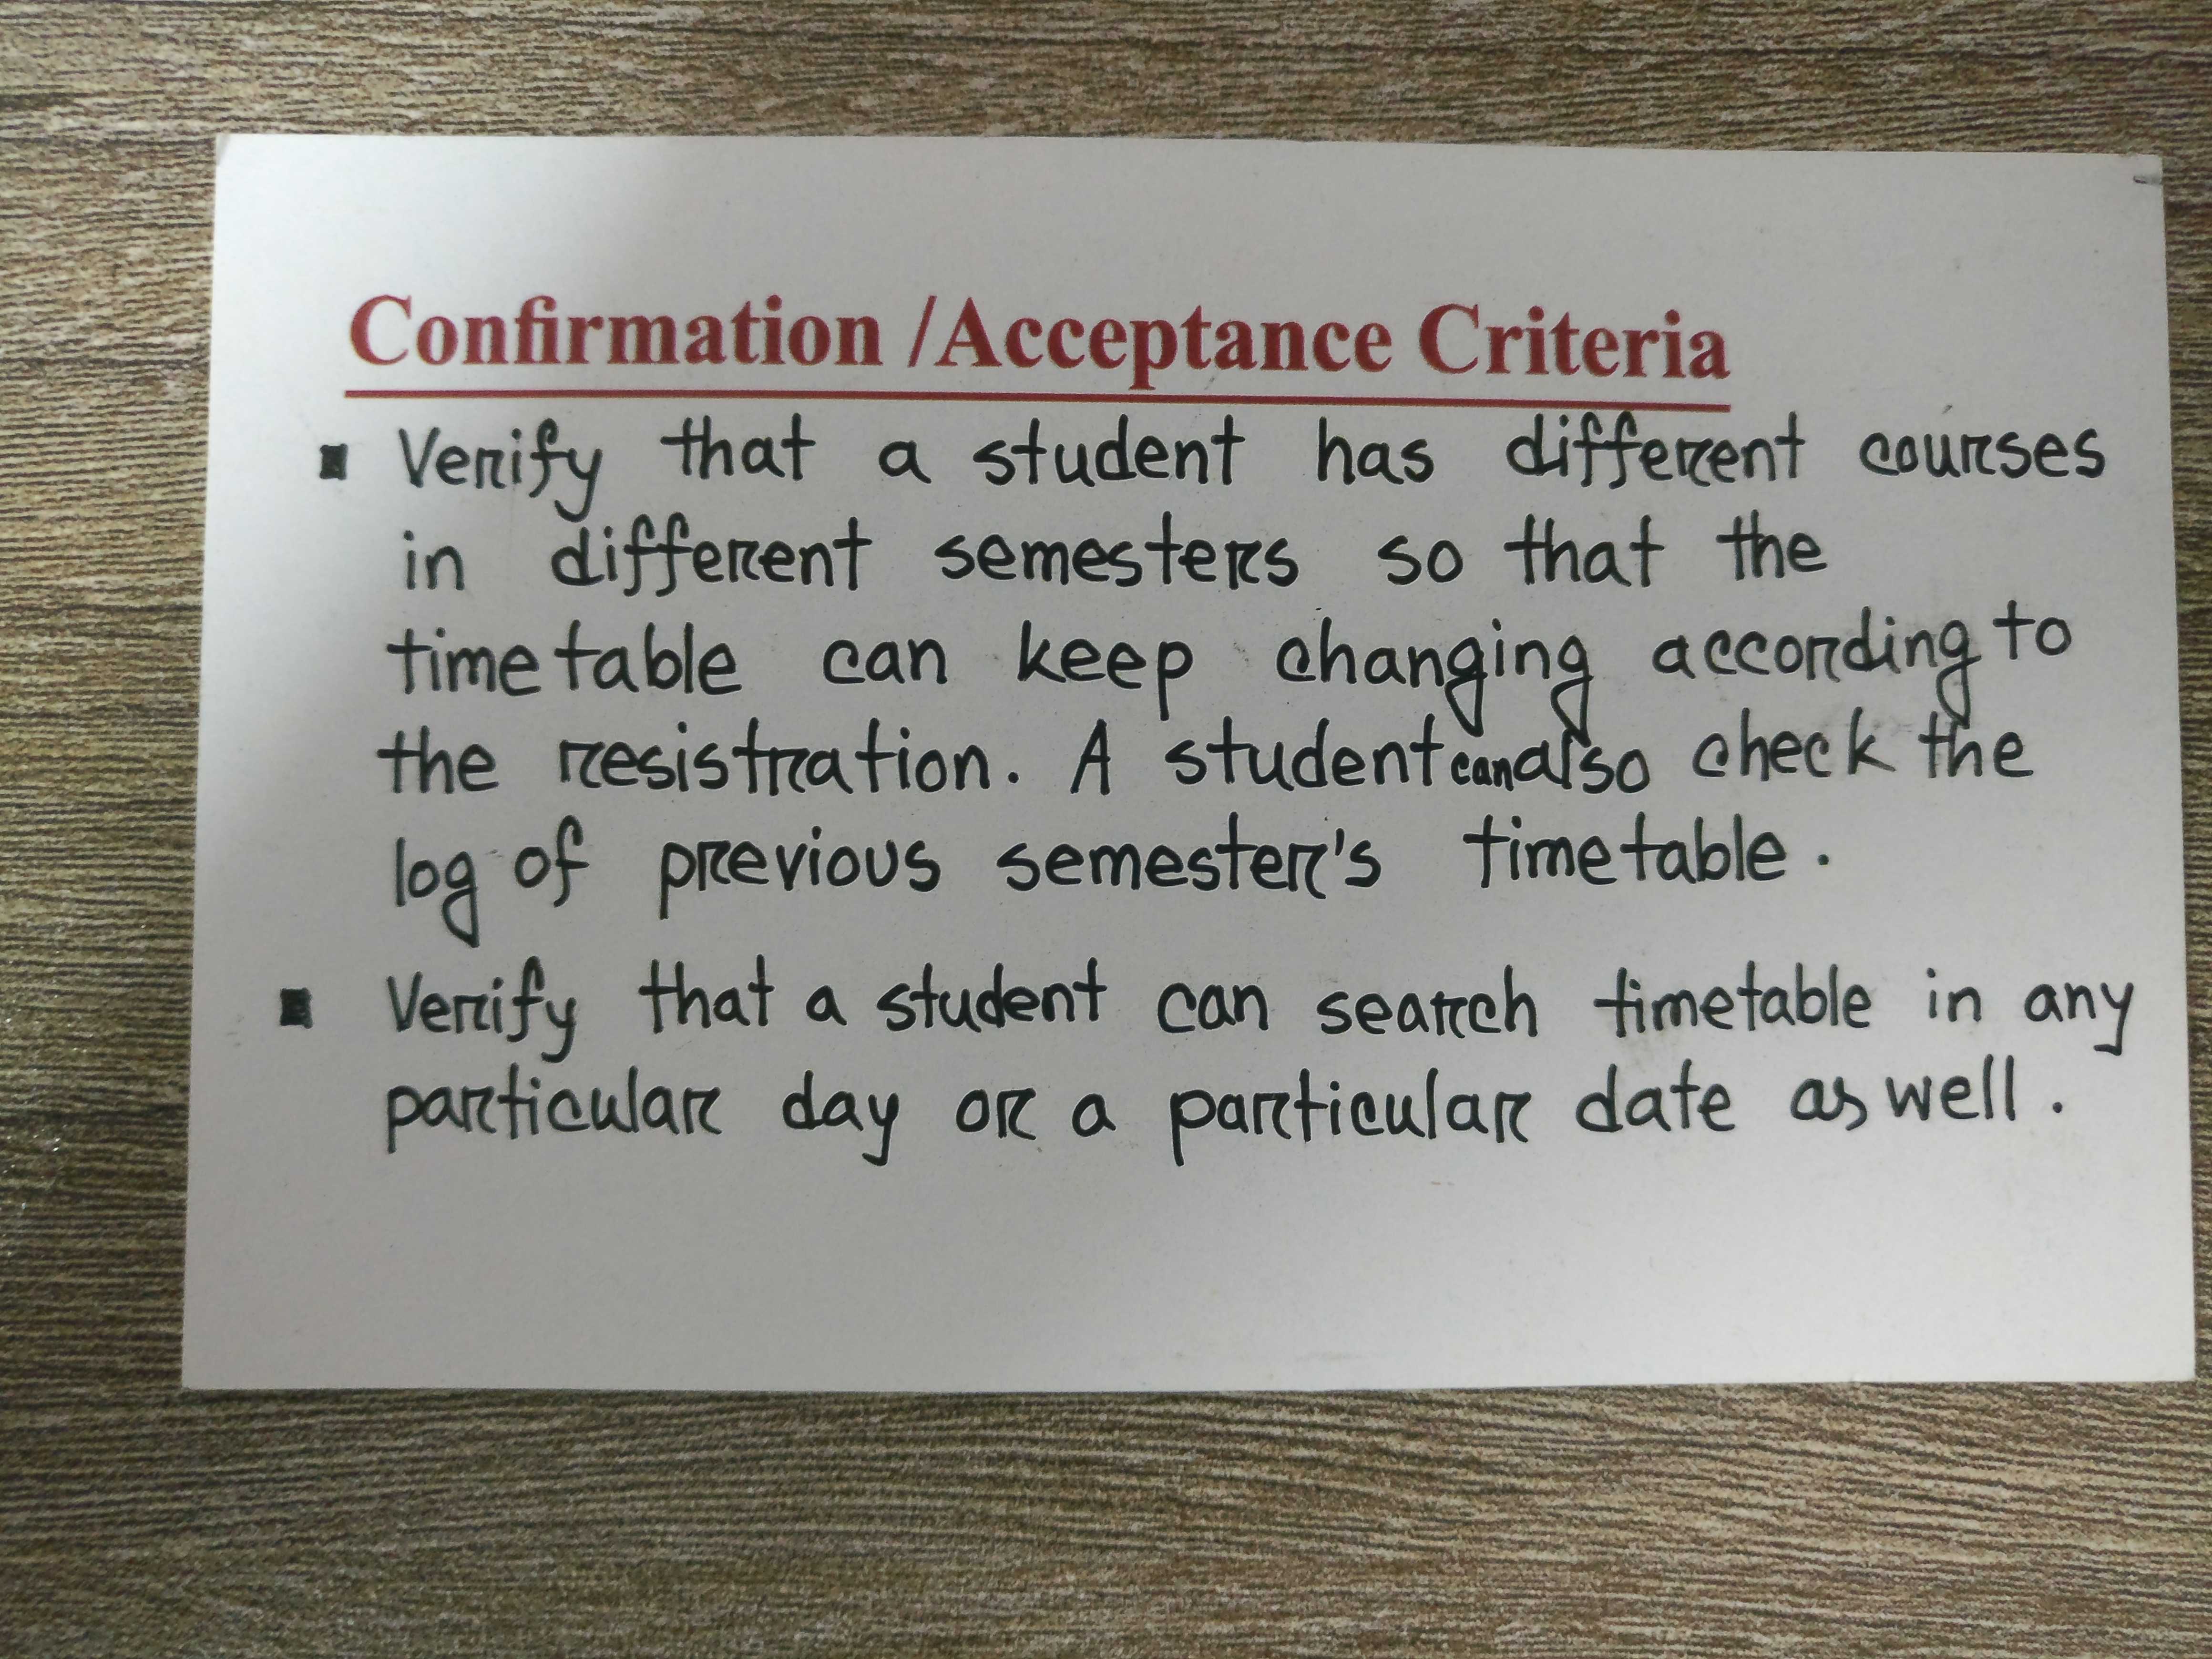 Confirmation /Acceptance Criteria
▪ Verify that a student has different courses
in different semesters so that the
timetable can keep changing according to
the resistration. A student can also check the
log of previous semester's timetable.
▪ Verify that a student can search timetable in any
particular day or a particular date as well.